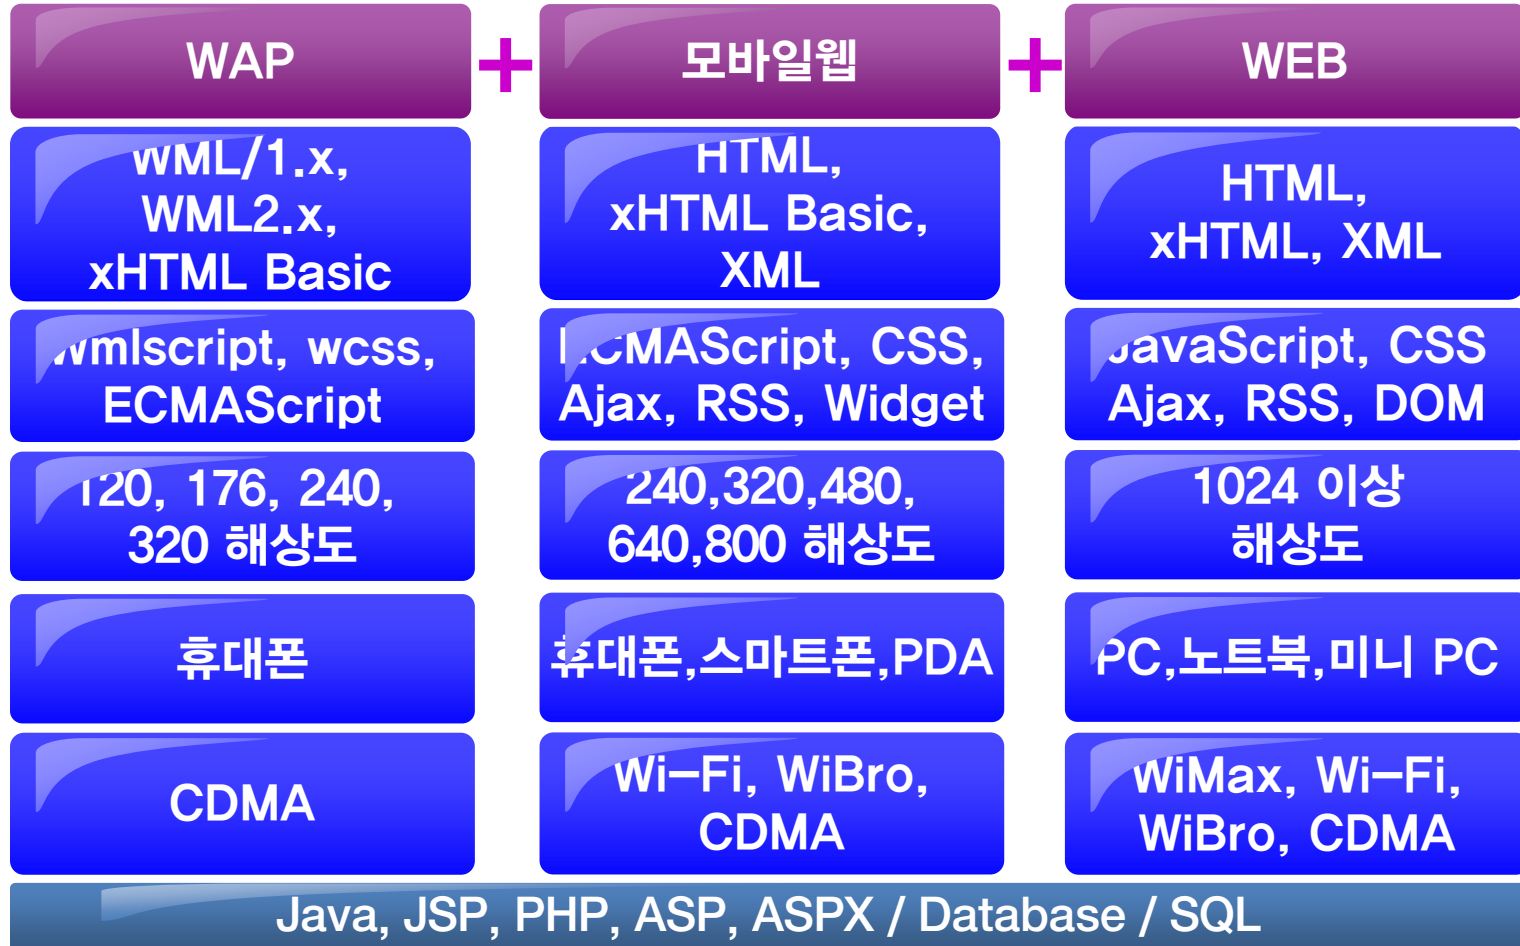 WAP
+
모바일웹
+
WEB
WML/1.x,
WML2.x,
xHTML Basic
HTML,
xHTML Basic,
XML
HTML,
xHTML, XML
Wmlscript, wcss,
ECMAScript
ECMAScript, CSS,
Ajax, RSS, Widget
JavaScript, CSS
Ajax, RSS, DOM
120, 176, 240,
320 해상도
240,320,480,
640,800 해상도
1024 이상
해상도
휴대폰
휴대폰,스마트폰,PDA
PC,노트북,미니 PC
CDMA
Wi-Fi, WiBro,
CDMA
WiMax, Wi-Fi,
WiBro, CDMA
Java, JSP, PHP, ASP, ASPX / Database / SQL